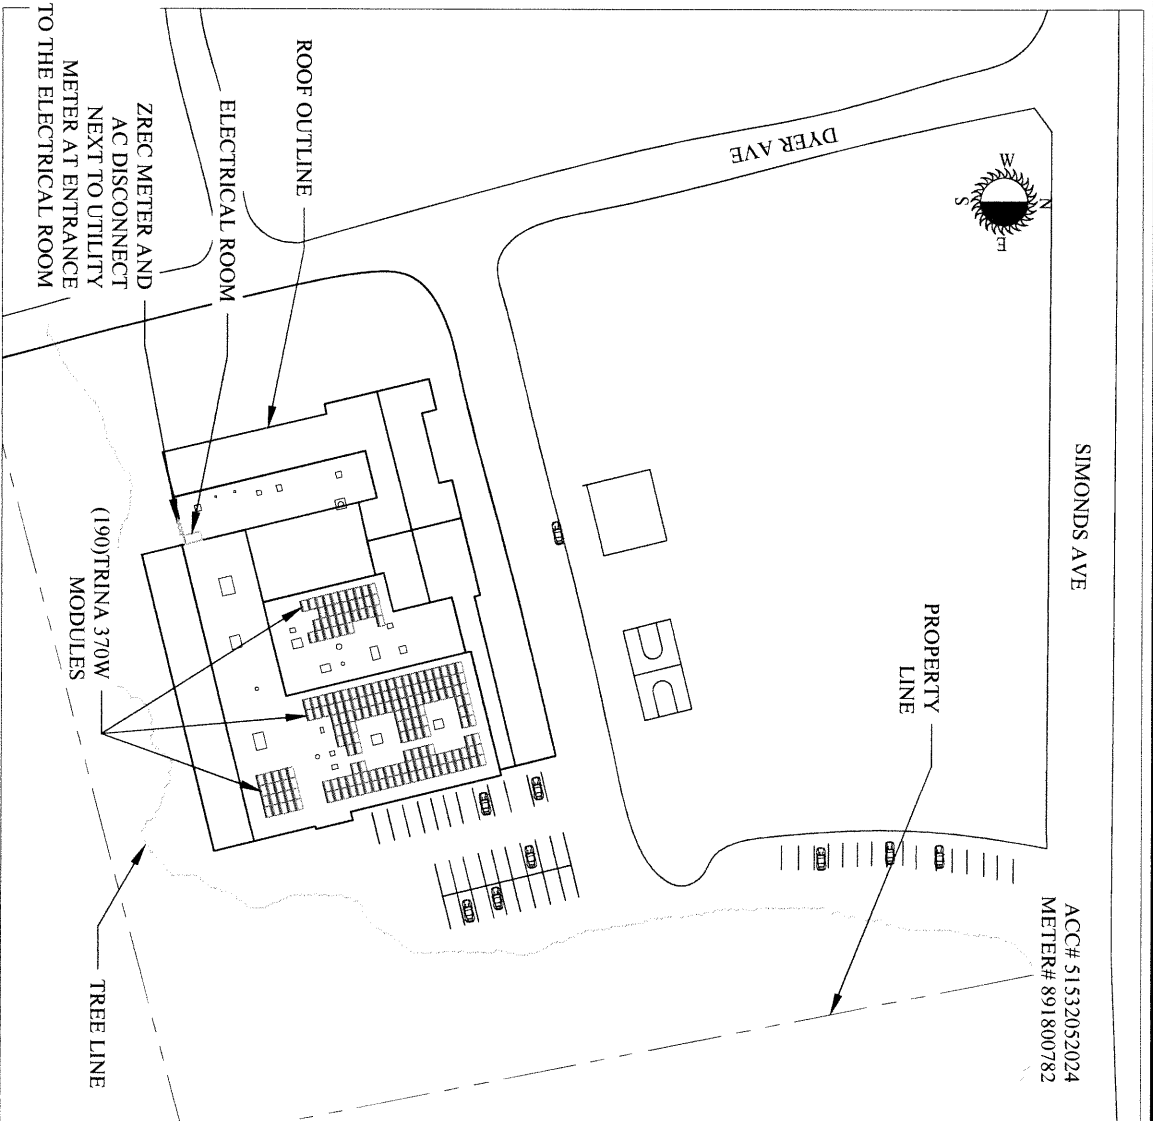 SIMONDS AVE
ACC# 51532052024
METER# 891800782
W
N
S
E
DYER AVE
PROPERTY
LINE
ROOF OUTLINE
ELECTRICAL ROOM
ZREC METER AND
AC DISCONNECT
NEXT TO UTILITY
METER AT ENTRANCE
TO THE ELECTRICAL ROOM
(190)TRINA 370W
MODULES
TREE LINE